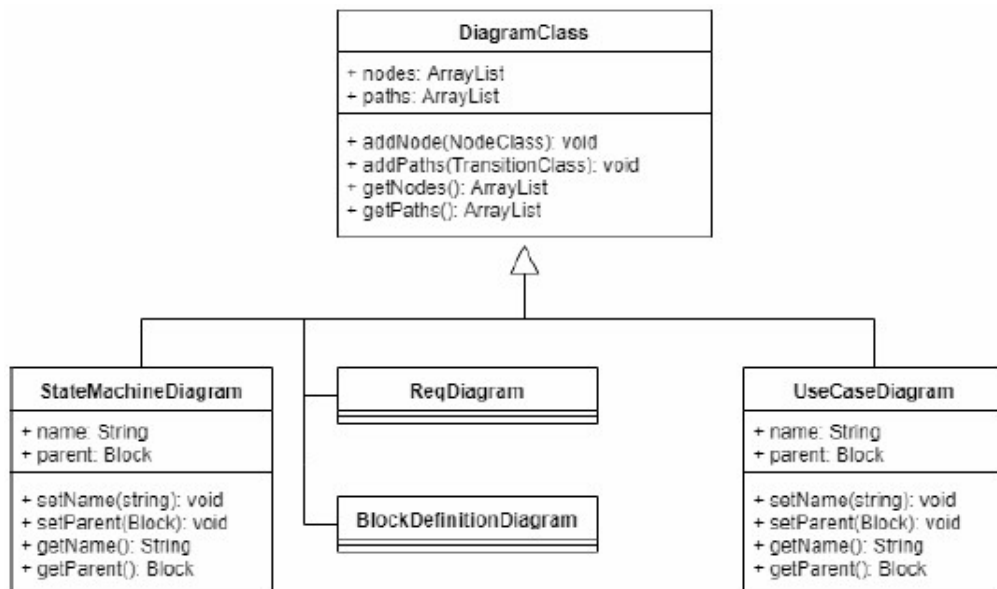 DiagramClass
+ nodes: ArrayList
+ paths: ArrayList
+ addNode(NodeClass): void
+ addPaths(TransitionClass): void
+ getNodes(): ArrayList
+ getPaths(): ArrayList
StateMachineDiagram
+ name: String
+ parent: Block
+ setName(string): void
+ setParent(Block): void
+ getName(): String
+ getParent(): Block
ReqDiagram
BlockDefinitionDiagram
UseCaseDiagram
+ name: String
+ parent: Block
+ setName(string): void
+ setParent(Block): void
+ getName(): String
+ getParent(): Block